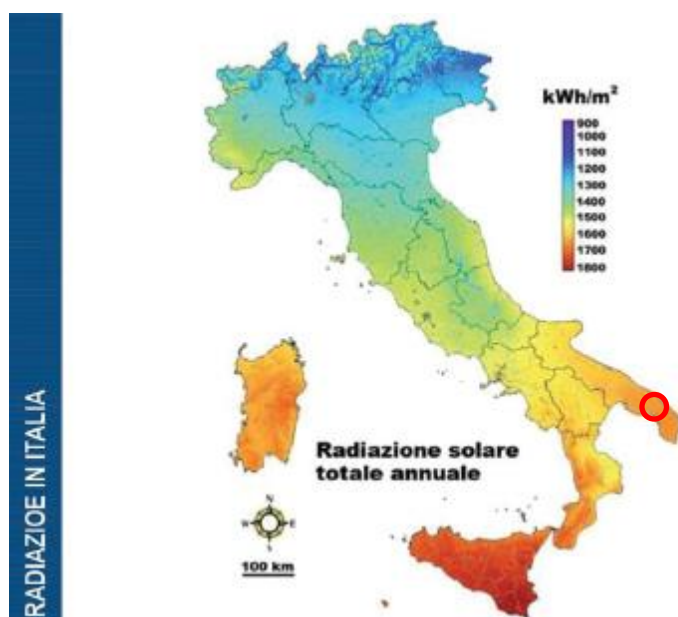 RADIAZIOE IN ITALIA
kWh/m²
900
1000
1100
1200
1300
1400
1500
1600
1700
1800
Radiazione solare
totale annuale
N
W E
S
100 km